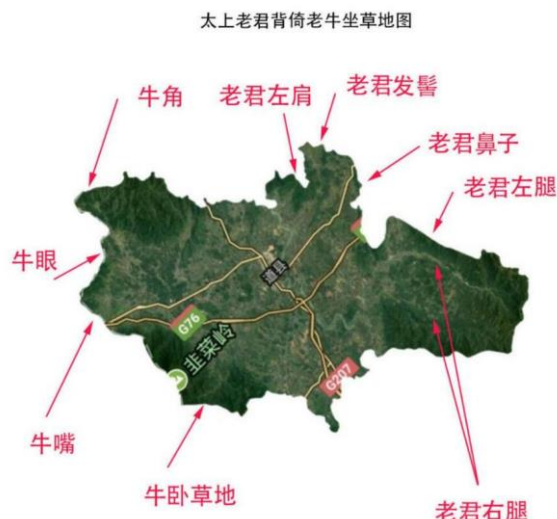 太上老君背倚老牛坐草地图
牛角
老君左肩
老君发髻
老君鼻子
老君左腿
牛眼
道县
G76
韭菜岭
G207
牛嘴
牛卧草地
老君右腿